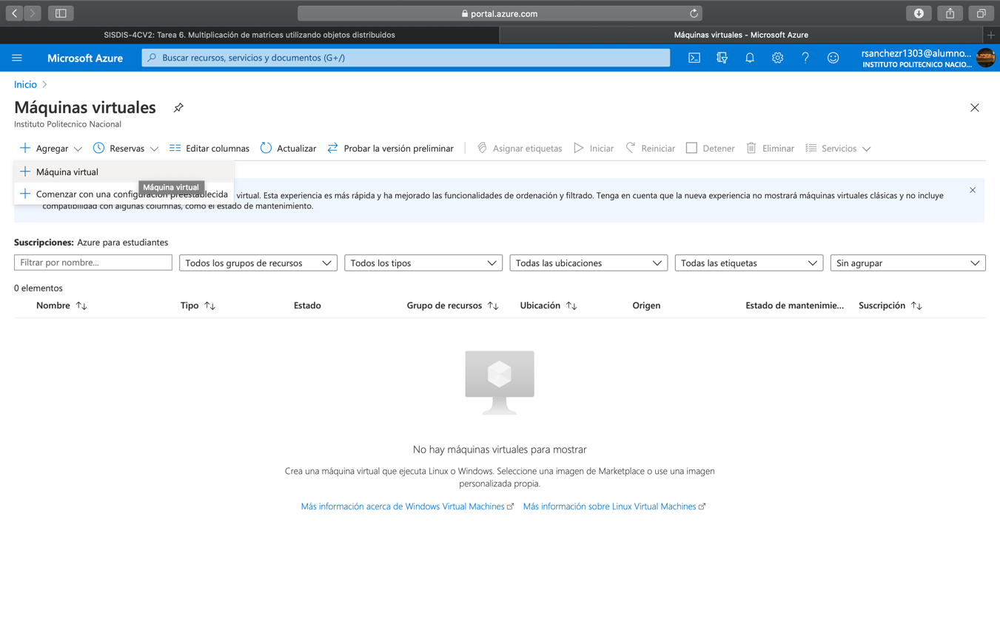 portal.azure.com
SISDIS-4CV2: Tarea 6. Multiplicación de matrices utilizando objetos distribuidos
Máquinas virtuales - Microsoft Azure
Microsoft Azure
Buscar recursos, servicios y documentos (G+/)
rsanchezr1303@alumno...
INSTITUTO POLITECNICO NACIO...
Inicio
Máquinas virtuales
Instituto Politecnico Nacional
Agregar Reservas Editar columnas Actualizar Probar la versión preliminar Asignar etiquetas Iniciar Reiniciar Detener Eliminar Servicios
Máquina virtual
Máquina virtual
Comenzar con una configuración preestablecida
virtual. Esta experiencia es más rápida y ha mejorado las funcionalidades de ordenación y filtrado. Tenga en cuenta que la nueva experiencia no mostrará máquinas virtuales clásicas y no incluye
compatibilidad con algunas columnas, como el estado de mantenimiento.
Suscripciones: Azure para estudiantes
Filtrar por nombre... Todos los grupos de recursos Todos los tipos Todas las ubicaciones Todas las etiquetas Sin agrupar
0 elementos
Nombre Tipo Estado Grupo de recursos Ubicación Origen Estado de mantenimie... Suscripción
No hay máquinas virtuales para mostrar
Crea una máquina virtual que ejecuta Linux o Windows. Seleccione una imagen de Marketplace o use una imagen
personalizada propia.
Más información acerca de Windows Virtual Machines Más información sobre Linux Virtual Machines